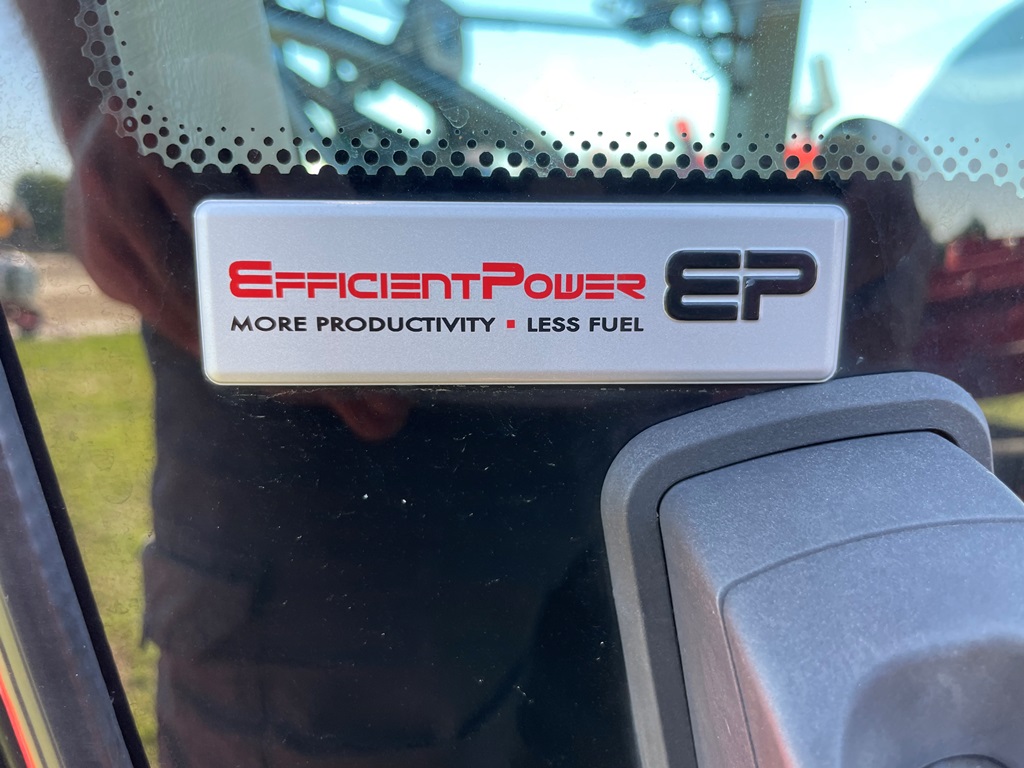 EFFICIENTPOWER EP
MORE PRODUCTIVITY ▪ LESS FUEL